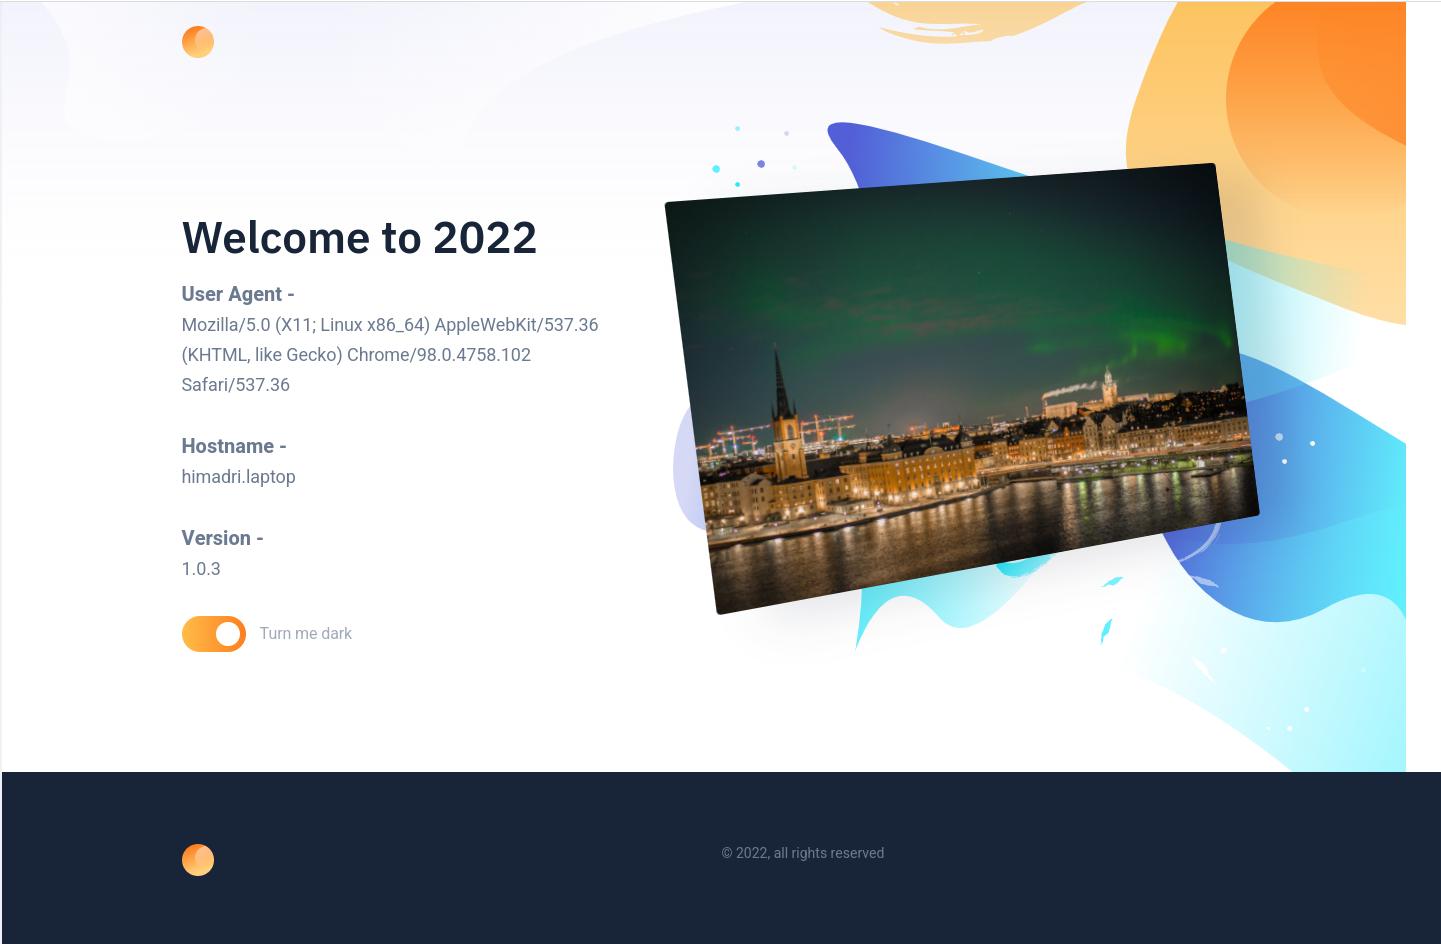 Welcome to 2022
User Agent -
Mozilla/5.0 (X11; Linux x86_64) AppleWebKit/537.36
(KHTML, like Gecko) Chrome/98.0.4758.102
Safari/537.36
Hostname -
himadri.laptop
Version -
1.0.3
Turn me dark
© 2022, all rights reserved